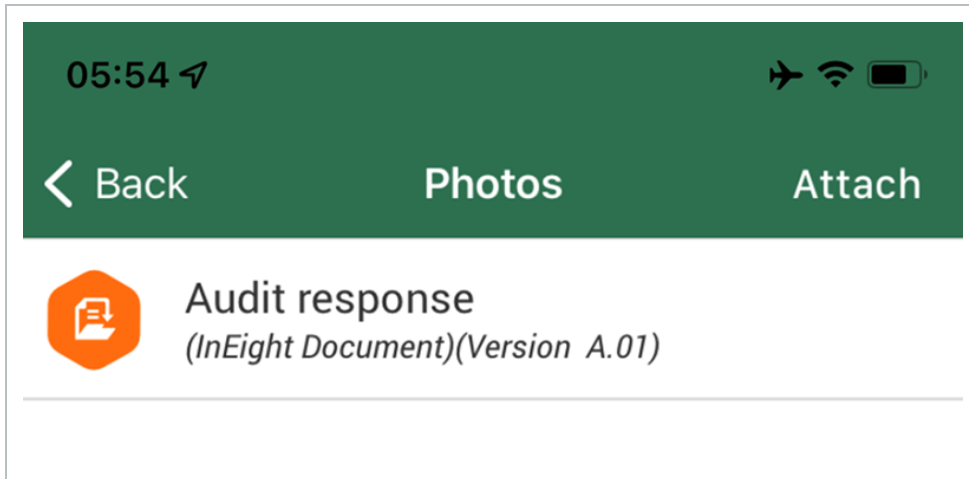 05:54
Back Photos Attach
Audit response
(InEight Document)(Version A.01)